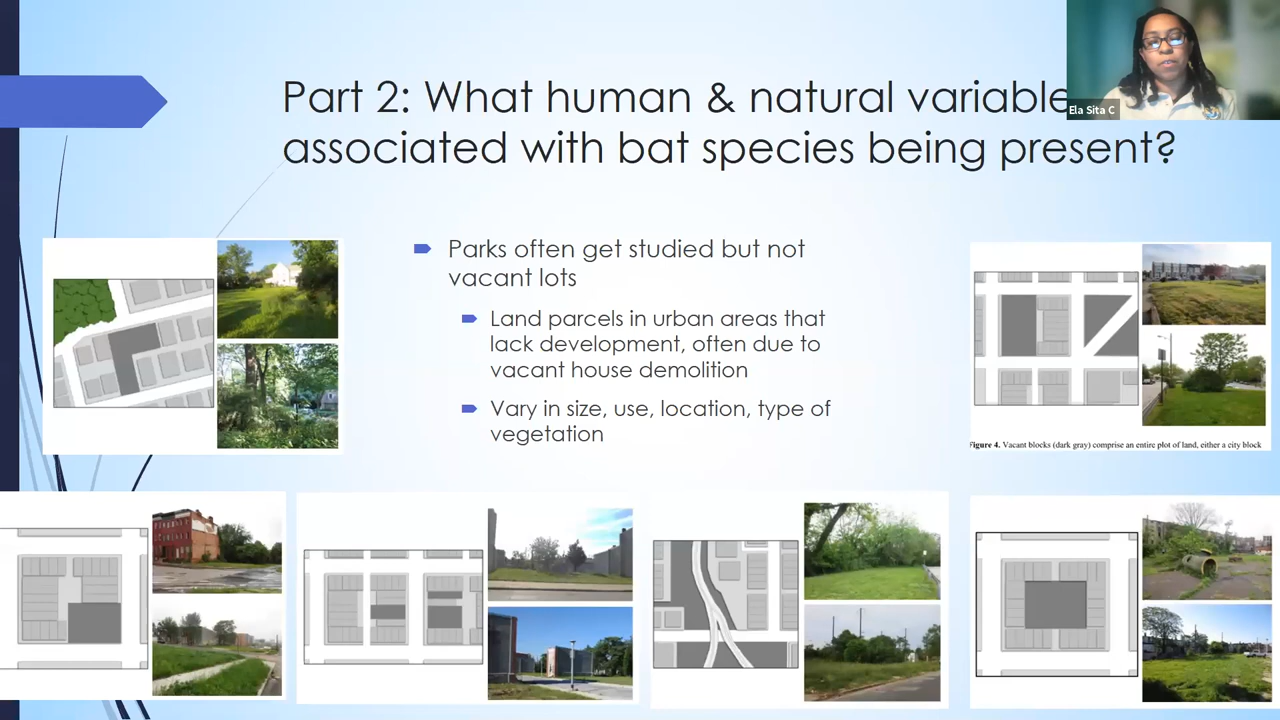 Part 2: What human & natural variable
associated with bat species being present?
Ela Sita C
Parks often get studied but not
vacant lots
Land parcels in urban areas that
lack development, often due to
vacant house demolition
Vary in size, use, location, type of
vegetation
Figure 4. Vacant blocks (dark gray) comprise an entire plot of land, either a city block